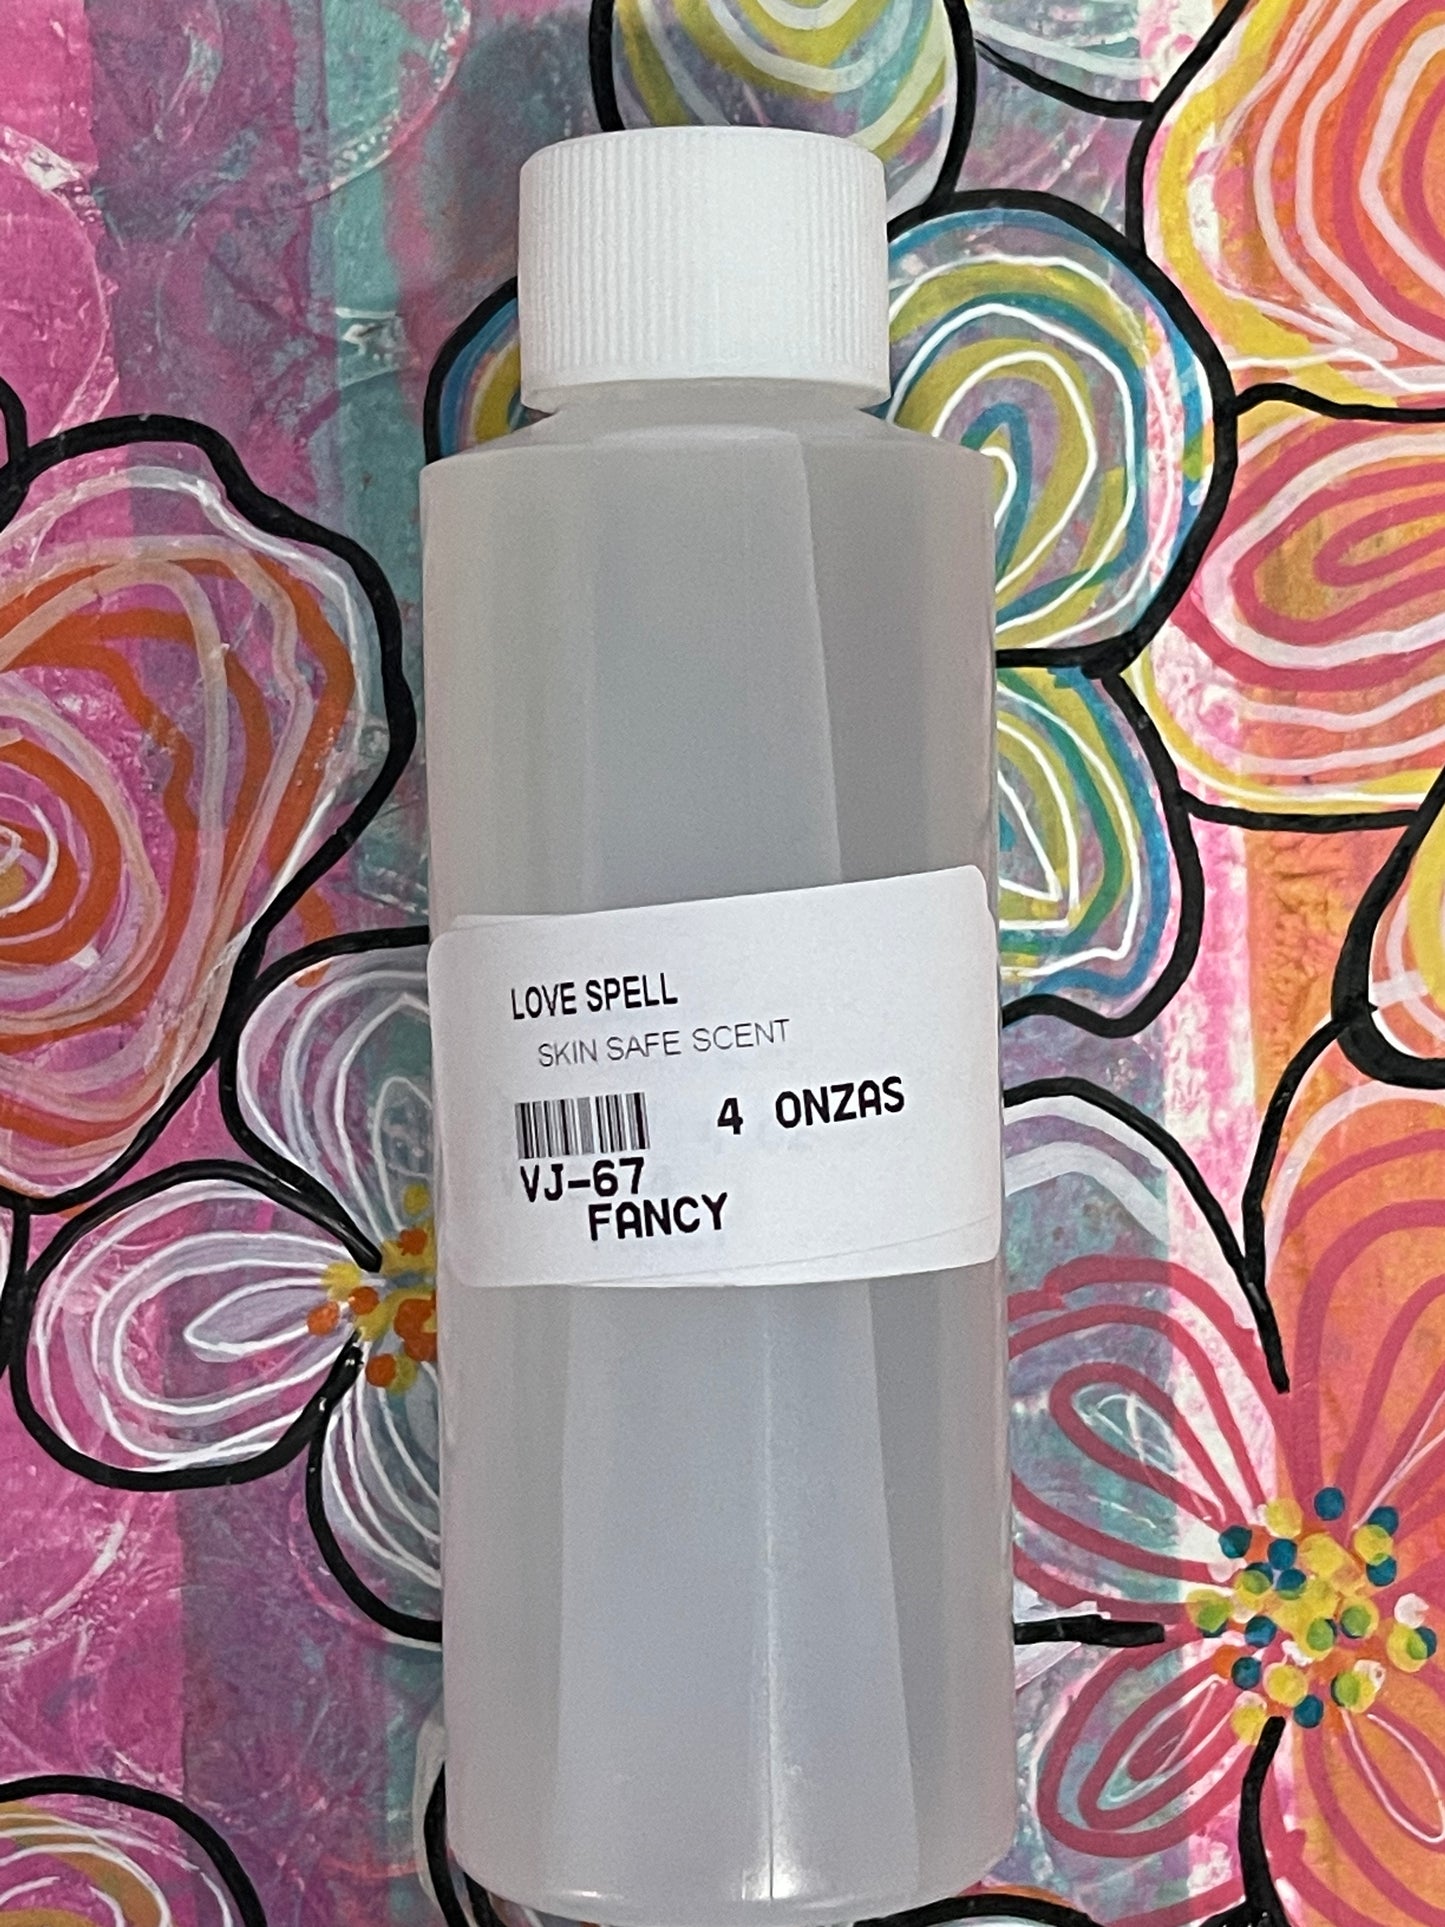 LOVE SPELL
SKIN SAFE SCENT
4 ONZAS
VJ-67
FANCY